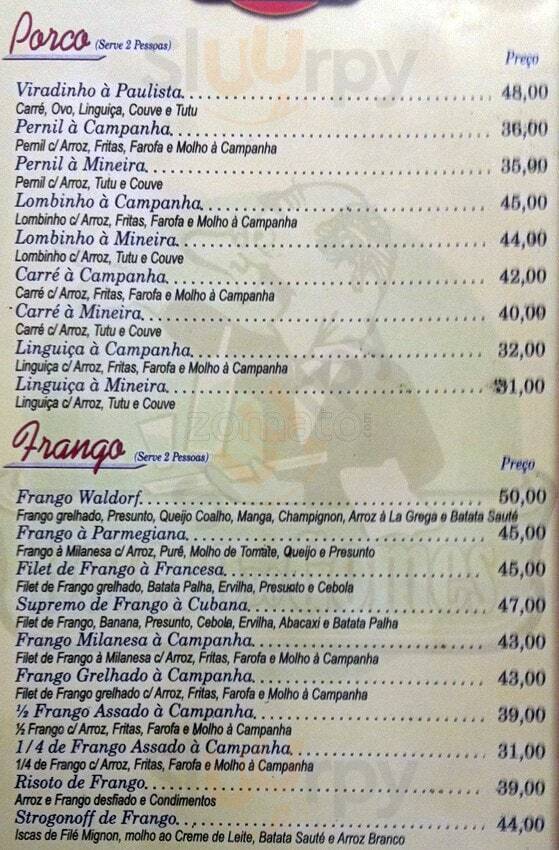 Porco (Serve 2 Pessoas)
Preço
Viradinho à Paulista 48,00
Carré, Ovo, Linguiça, Couve e Tutu
Pernil à Campanha 36,00
Pernil c/ Arroz, Fritas, Farofa e Molho à Campanha
Pernil à Mineira 35,00
Pernil c/ Arroz, Tutu e Couve
Lombinho à Campanha 45,00
Lombinho c/ Arroz, Fritas, Farofa e Molho à Campanha
Lombinho à Mineira 44,00
Lombinho c/ Arroz, Tutu e Couve
Carré à Campanha 42,00
Carré c/ Arroz, Fritas, Farofa e Molho à Campanha
Carré à Mineira 40,00
Carré c/ Arroz, Tutu e Couve
Linguiça à Campanha 32,00
Linguiça c/ Arroz, Fritas, Farofa e Molho à Campanha
Linguiça à Mineira 31,00
Linguiça c/ Arroz, Tutu e Couve
zomato.com
Frango (Serve 2 Pessoas)
Preço
Frango Waldorf 50,00
Frango grelhado, Presunto, Queijo Coalho, Manga, Champignon, Arroz à La Grega e Batata Sauté
Frango à Parmegiana 45,00
Frango à Milanesa c/ Arroz, Purê, Molho de Tomate, Queijo e Presunto
Filet de Frango à Francesa 45,00
Filet de Frango grelhado, Batata Palha, Ervilha, Presunto e Cebola
Supremo de Frango à Cubana 47,00
Filet de Frango, Banana, Presunto, Cebola, Ervilha, Abacaxi e Batata Palha
Frango Milanesa à Campanha 43,00
Filet de Frango à Milanesa c/ Arroz, Fritas, Farofa e Molho à Campanha
Frango Grelhado à Campanha 43,00
Filet de Frango grelhado c/ Arroz, Fritas, Farofa e Molho à Campanha
½ Frango Assado à Campanha 39,00
½ Frango c/ Arroz, Fritas, Farofa e Molho à Campanha
1/4 de Frango Assado à Campanha 31,00
1/4 de Frango c/ Arroz, Fritas, Farofa e Molho à Campanha
Risoto de Frango 39,00
Arroz e Frango desfiado e Condimentos
Strogonoff de Frango 44,00
Iscas de Filé Mignon, molho ao Creme de Leite, Batata Sauté e Arroz Branco